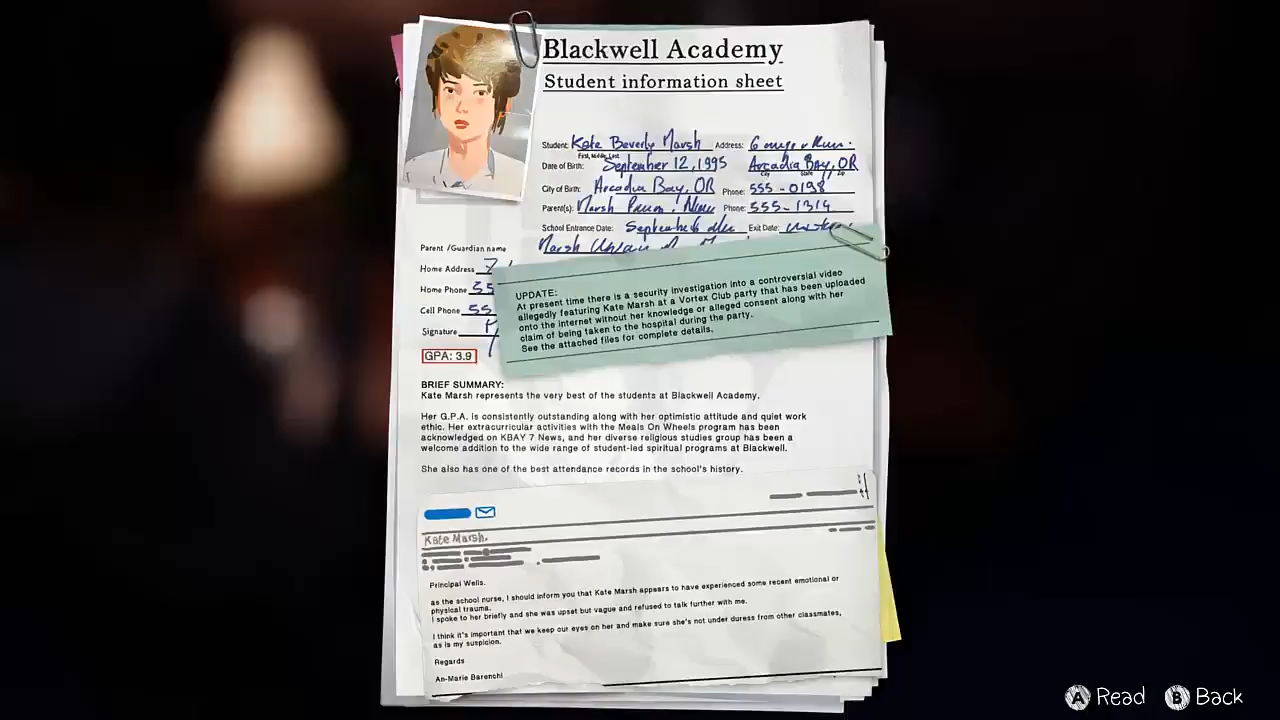 Blackwell Academy
Student information sheet
Student: Kate Beverly Marsh Address:
First, Middle, Last
Date of Birth: September 12, 1995 Arcadia Bay, OR
City State Zip
City of Birth: Arcadia Bay, OR Phone: 555-0198
Parent(s): Marsh Phone: 555-1314
School Entrance Date: Exit Date:
Marsh
Parent /Guardian name
Home Address 7
Home Phone 55
Cell Phone 55
Signature
UPDATE:
At present time there is a security investigation into a controversial video
allegedly featuring Kate Marsh at a Vortex Club party that has been uploaded
onto the internet without her knowledge or alleged consent along with her
claim of being taken to the hospital during the party.
See the attached files for complete details.
GPA: 3.9
BRIEF SUMMARY:
Kate Marsh represents the very best of the students at Blackwell Academy.
Her G.P.A. is consistently outstanding along with her optimistic attitude and quiet work
ethic. Her extracurricular activities with the Meals On Wheels program has been
acknowledged on KBAY 7 News, and her diverse religious studies group has been a
welcome addition to the wide range of student-led spiritual programs at Blackwell.
She also has one of the best attendance records in the school's history.
Kate Marsh.
Principal Wells.
as the school nurse, I should inform you that Kate Marsh appears to have experienced some recent emotional or
physical trauma.
I spoke to her briefly and she was upset but vague and refused to talk further with me.
I think it's important that we keep our eyes on her and make sure she's not under duress from other classmates,
as is my suspicion.
Regards
An-Marie Barenchi
A Read B Back